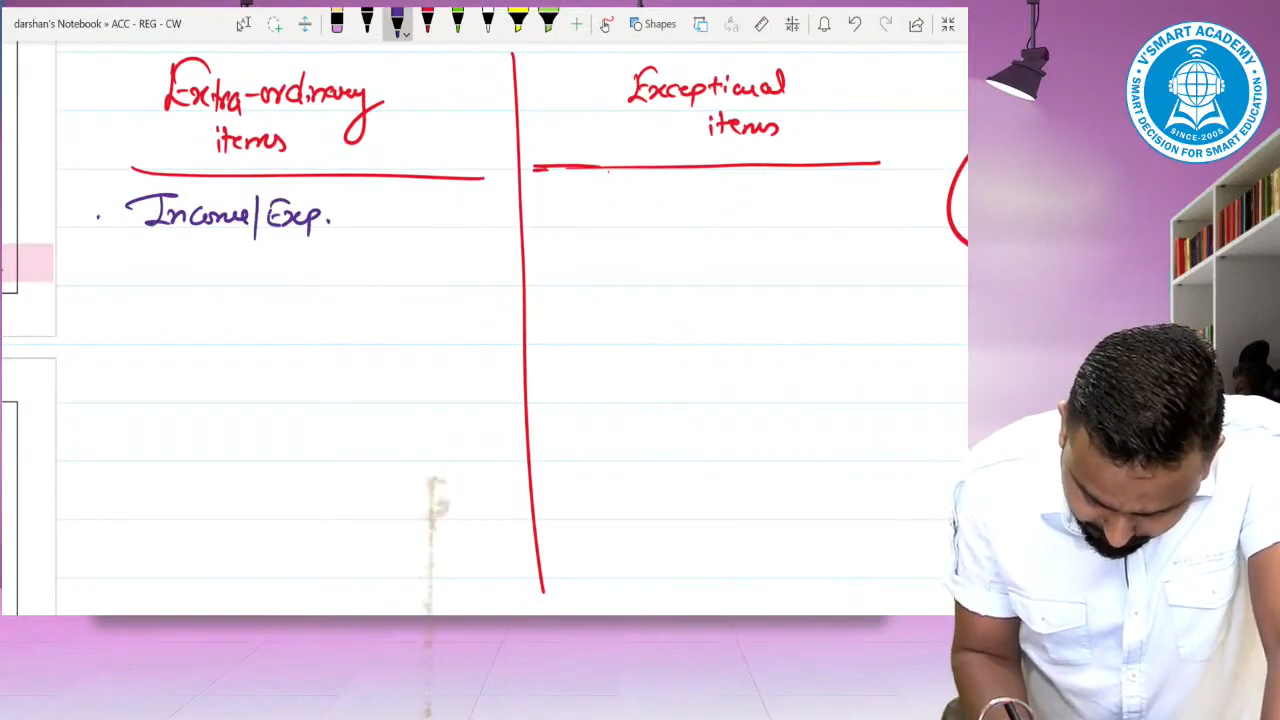 darshan's Notebook » ACC - REG - CW
Shapes
Extra-ordinary
items
Exceptional
items
. Income/Exp.
V'SMART ACADEMY
SINCE-2005
SMART DECISION FOR SMART EDUCATION